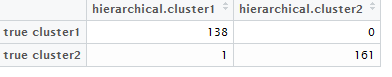 hierarchical.cluster1 hierarchical.cluster2
true cluster1 138 0
true cluster2 1 161